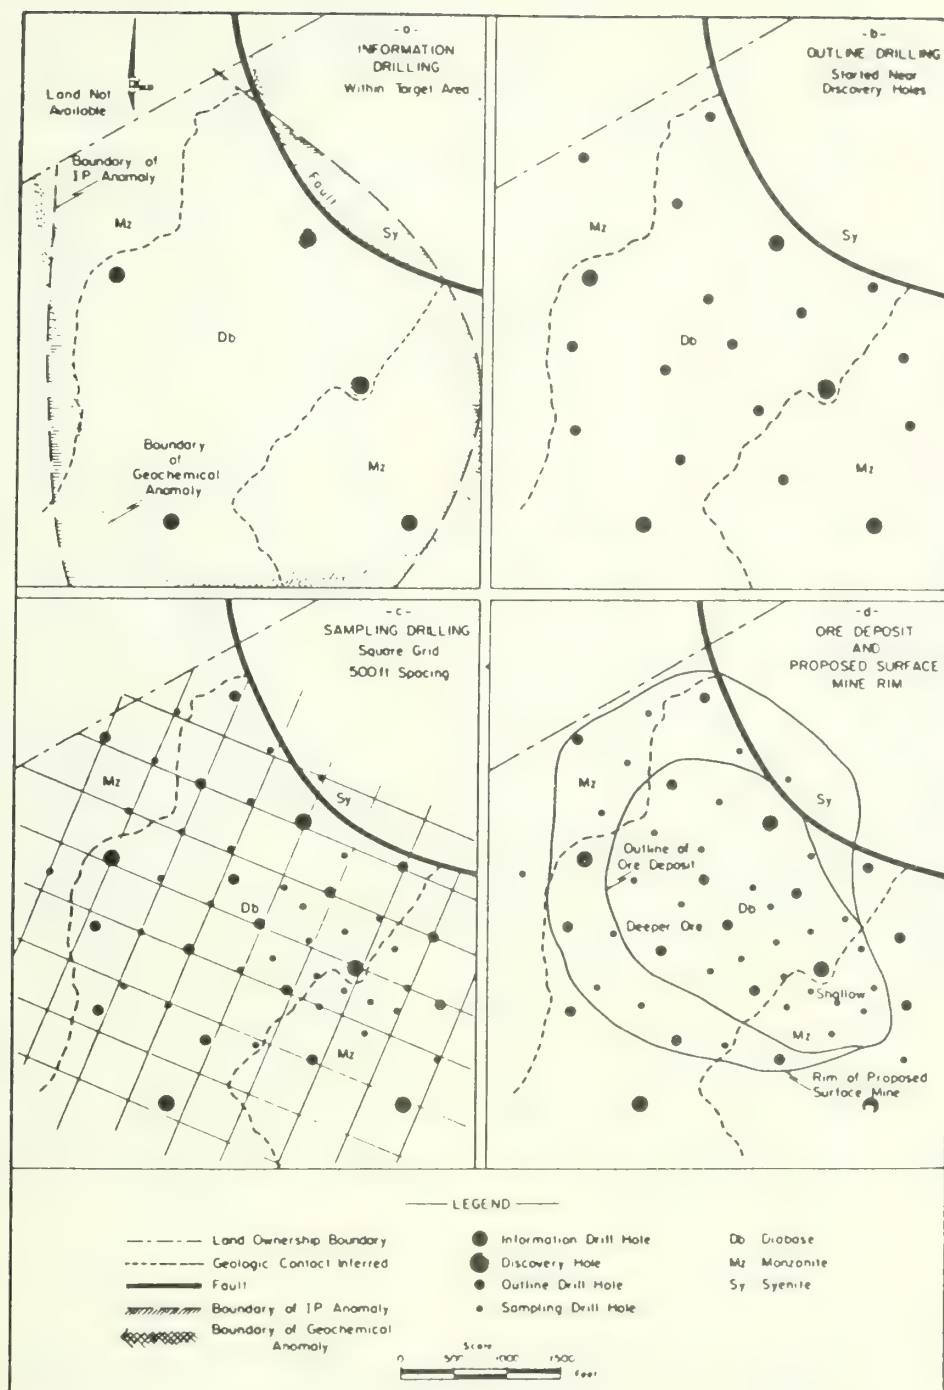 -a-
INFORMATION
DRILLING
Within Target Area
Land Not
Available
Boundary of
IP Anomaly
Mz
Fault
Sy
Db
Boundary
of
Geochemical
Anomaly
Mz
-b-
OUTLINE DRILLING
Started Near
Discovery Holes
Mz
Sy
Db
Mz
-c-
SAMPLING DRILLING
Square Grid
500ft Spacing
Mz
Sy
Db
Mz
-d-
ORE DEPOSIT
AND
PROPOSED SURFACE
MINE RIM
Mz
Sy
Outline of
Ore Deposit
Db
Deeper Ore
Shallow
Mz
Rim of Proposed
Surface Mine
LEGEND
Land Ownership Boundary
Geologic Contact Inferred
Fault
Boundary of IP Anomaly
Boundary of Geochemical
Anomaly
Information Drill Hole
Discovery Hole
Outline Drill Hole
Sampling Drill Hole
Db Diabase
Mz Monzonite
Sy Syenite
Score
0 500 1000 1500
Feet